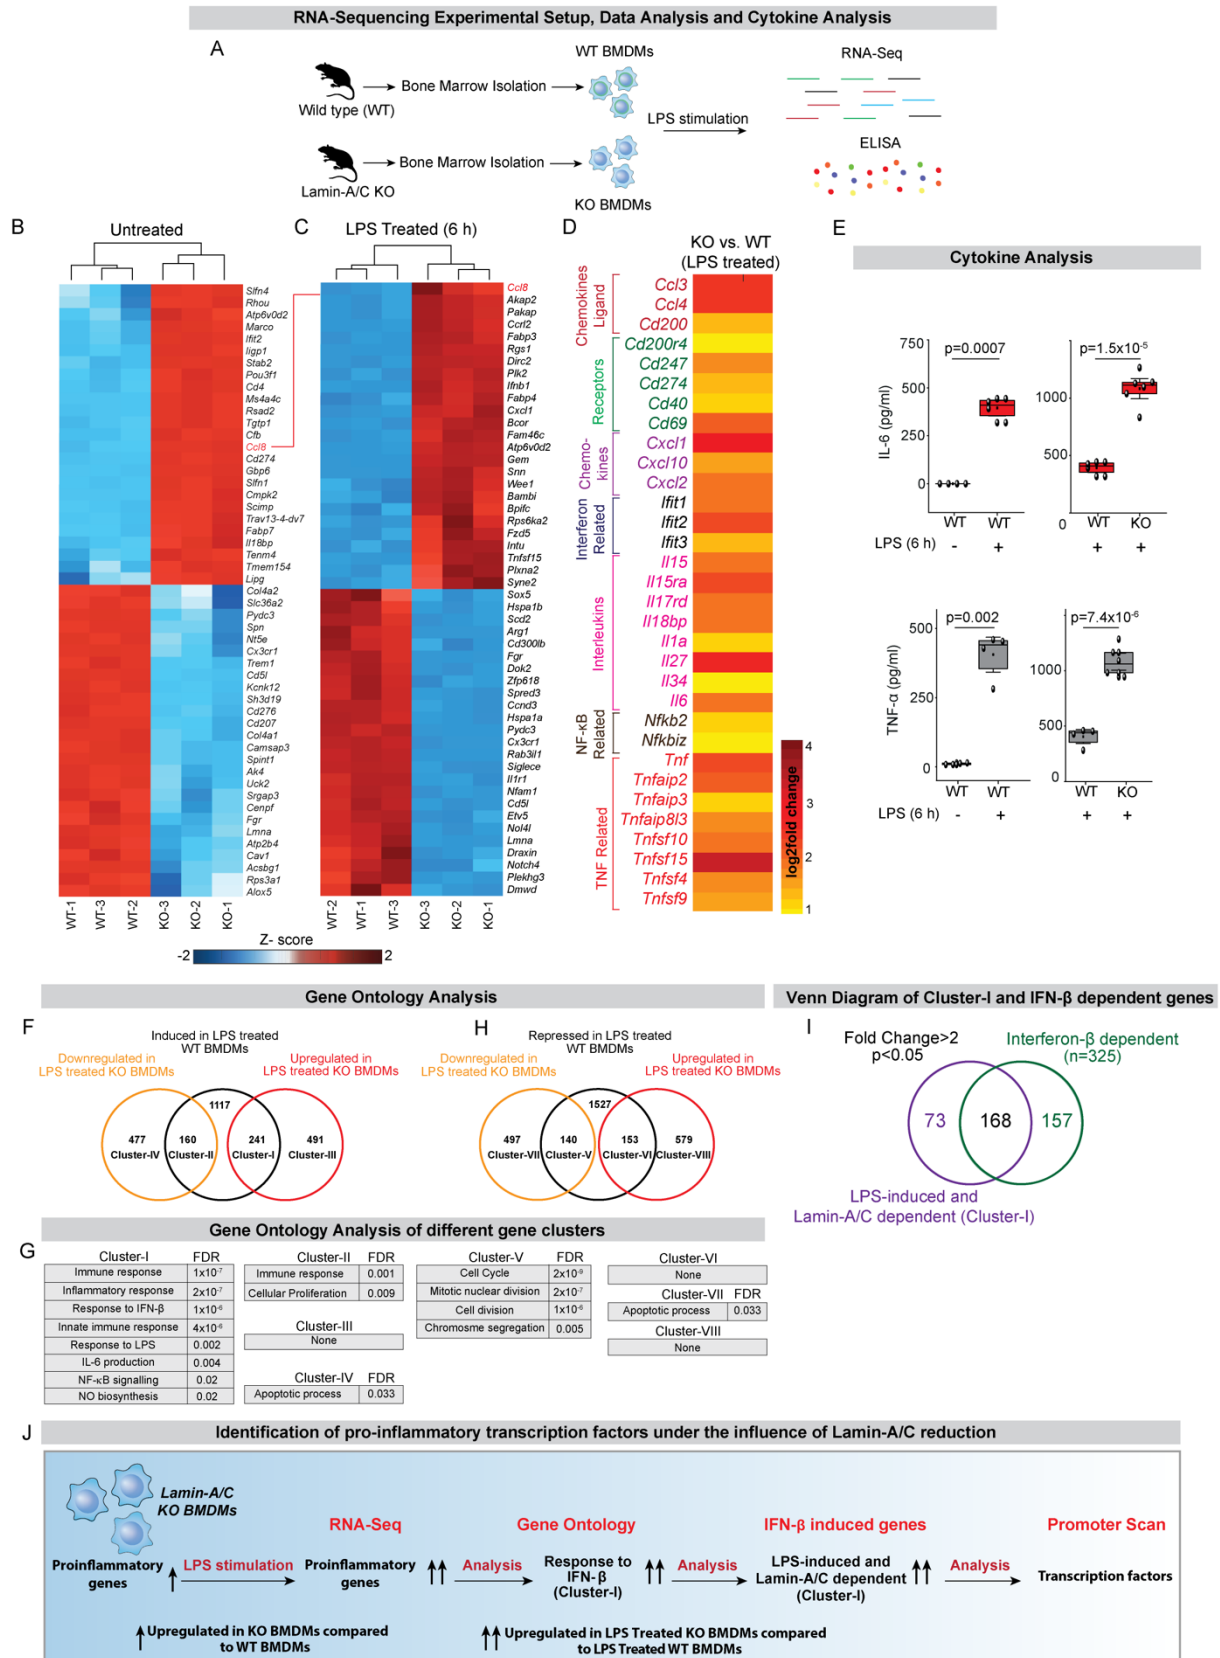 RNA-Sequencing Experimental Setup, Data Analysis and Cytokine Analysis
A
WT BMDMs
RNA-Seq
Bone Marrow Isolation
Wild type (WT)
LPS stimulation
ELISA
Bone Marrow Isolation
Lamin-A/C KO
KO BMDMs
B
Untreated
Slfn4
Rhou
Atp6v0d2
Marco
Ifit2
Iigp1
Stab2
Pou3f1
Cd4
Ms4a4c
Rsad2
Tgtp1
Cfb
Ccl8
Cd274
Gbp6
Slfn1
Cmpk2
Scimp
Trav13-4-dv7
Fabp7
Il18bp
Tenm4
Tmem154
Lipg
Col4a2
Slc36a2
Pydc3
Spn
Nt5e
Cx3cr1
Trem1
Cd5l
Kcnk12
Sh3d19
Cd276
Cd207
Col4a1
Camsap3
Spint1
Ak4
Uck2
Srgap3
Cenpf
Fgr
Lmna
Atp2b4
Cav1
Acsbg1
Rps3a1
Alox5
WT-1
WT-3
WT-2
KO-3
KO-2
KO-1
C
LPS Treated (6 h)
Ccl8
Akap2
Pakap
Ccrl2
Fabp3
Rgs1
Dirc2
Plk2
Ifnb1
Fabp4
Cxcl1
Bcor
Fam46c
Atp6v0d2
Gem
Snn
Wee1
Bambi
Bpifc
Rps6ka2
Fzd5
Intu
Tnfsf15
Plxna2
Syne2
Sox5
Hspa1b
Scd2
Arg1
Cd300lb
Fgr
Dok2
Zfp618
Spred3
Ccnd3
Hspa1a
Pydc3
Cx3cr1
Rab3il1
Siglece
Il1r1
Nfam1
Cd5l
Etv5
Nol4l
Lmna
Draxin
Notch4
Plekhg3
Dmwd
WT-2
WT-1
WT-3
KO-3
KO-2
KO-1
Z- score
-2
2
D
KO vs. WT
(LPS treated)
Chemokines
Ligand
Ccl3
Ccl4
Cd200
Receptors
Cd200r4
Cd247
Cd274
Cd40
Cd69
Chemo-
kines
Cxcl1
Cxcl10
Cxcl2
Interferon
Related
Ifit1
Ifit2
Ifit3
Interleukins
Il15
Il15ra
Il17rd
Il18bp
Il1a
Il27
Il34
Il6
NF-κB
Related
Nfkb2
Nfkbiz
TNF Related
Tnf
Tnfaip2
Tnfaip3
Tnfaip8l3
Tnfsf10
Tnfsf15
Tnfsf4
Tnfsf9
log2fold change
4
3
2
1
E
Cytokine Analysis
IL-6 (pg/ml)
750
500
250
0
p=0.0007
WT
WT
LPS (6 h)
-
+
p=1.5x10-5
1000
500
0
WT
KO
+
+
TNF-α (pg/ml)
500
250
0
p=0.002
WT
WT
LPS (6 h)
-
+
p=7.4x10-6
1000
500
0
WT
KO
+
+
Gene Ontology Analysis
F
Induced in LPS treated
WT BMDMs
Downregulated in
LPS treated KO BMDMs
Upregulated in
LPS treated KO BMDMs
1117
477
Cluster-IV
160
Cluster-II
241
Cluster-I
491
Cluster-III
H
Repressed in LPS treated
WT BMDMs
Downregulated in
LPS treated KO BMDMs
Upregulated in
LPS treated KO BMDMs
1527
497
Cluster-VII
140
Cluster-V
153
Cluster-VI
579
Cluster-VIII
Venn Diagram of Cluster-I and IFN-β dependent genes
I
Fold Change>2
p<0.05
Interferon-β dependent
(n=325)
73
168
157
LPS-induced and
Lamin-A/C dependent (Cluster-I)
Gene Ontology Analysis of different gene clusters
G
Cluster-I FDR
Immune response 1x10-7
Inflammatory response 2x10-7
Response to IFN-β 1x10-6
Innate immune response 4x10-6
Response to LPS 0.002
IL-6 production 0.004
NF-κB signalling 0.02
NO biosynthesis 0.02
Cluster-II FDR
Immune response 0.001
Cellular Proliferation 0.009
Cluster-III
None
Cluster-IV FDR
Apoptotic process 0.033
Cluster-V FDR
Cell Cycle 2x10-9
Mitotic nuclear division 2x10-7
Cell division 1x10-6
Chromosme segregation 0.005
Cluster-VI
None
Cluster-VII FDR
Apoptotic process 0.033
Cluster-VIII
None
J
Identification of pro-inflammatory transcription factors under the influence of Lamin-A/C reduction
Lamin-A/C
KO BMDMs
RNA-Seq
Gene Ontology
IFN-β induced genes
Promoter Scan
Proinflammatory
genes
LPS stimulation
Proinflammatory
genes
Analysis
Response to
IFN-β
(Cluster-I)
Analysis
LPS-induced and
Lamin-A/C dependent
(Cluster-I)
Analysis
Transcription factors
Upregulated in KO BMDMs compared
to WT BMDMs
Upregulated in LPS Treated KO BMDMs compared
to LPS Treated WT BMDMs